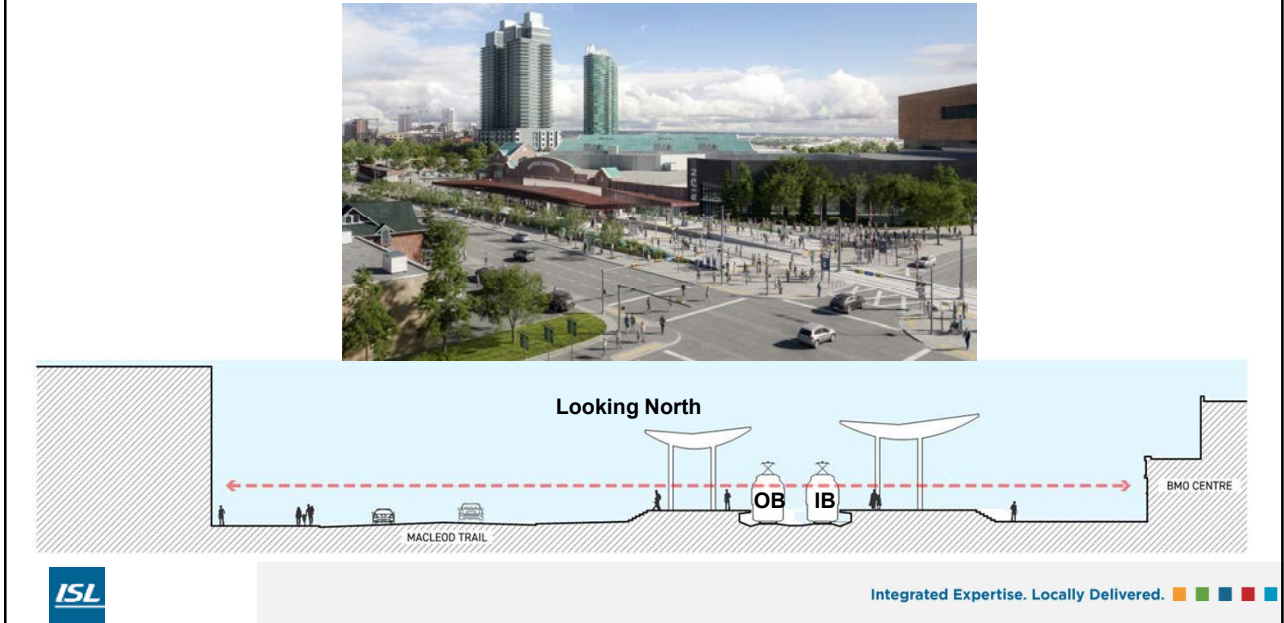 Looking North
OB
IB
BMO CENTRE
MACLEOD TRAIL
ISL
Integrated Expertise. Locally Delivered.